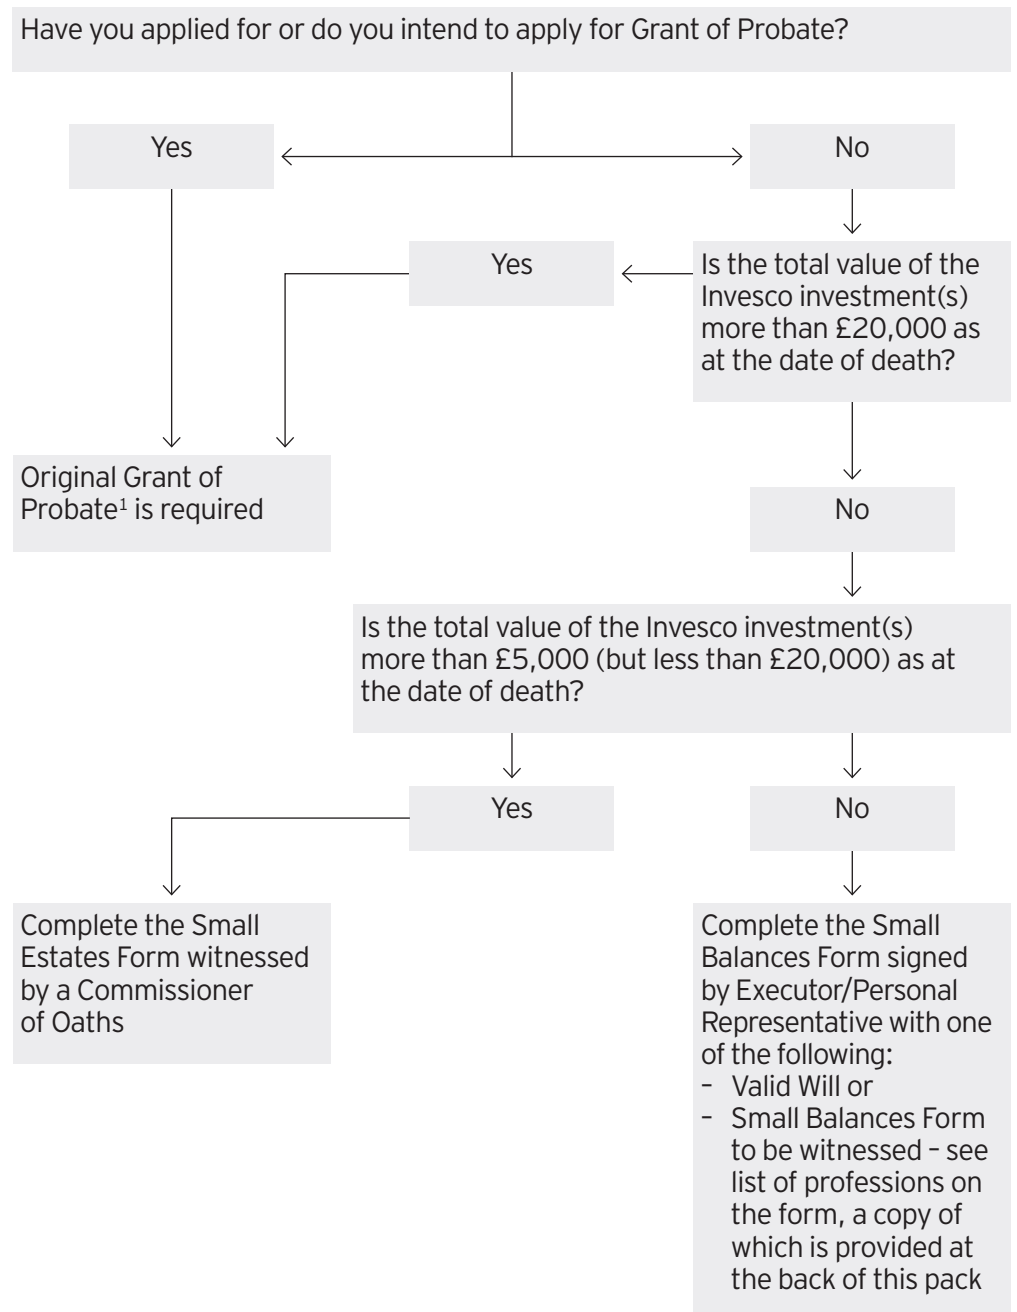 Have you applied for or do you intend to apply for Grant of Probate?
Yes
No
Yes
Is the total value of the
Invesco investment(s)
more than £20,000 as
at the date of death?
Original Grant of
Probate¹ is required
No
Is the total value of the Invesco investment(s)
more than £5,000 (but less than £20,000) as at
the date of death?
Yes
No
Complete the Small
Estates Form witnessed
by a Commissioner
of Oaths
Complete the Small
Balances Form signed
by Executor/Personal
Representative with one
of the following:
– Valid Will or
– Small Balances Form
to be witnessed – see
list of professions on
the form, a copy of
which is provided at
the back of this pack